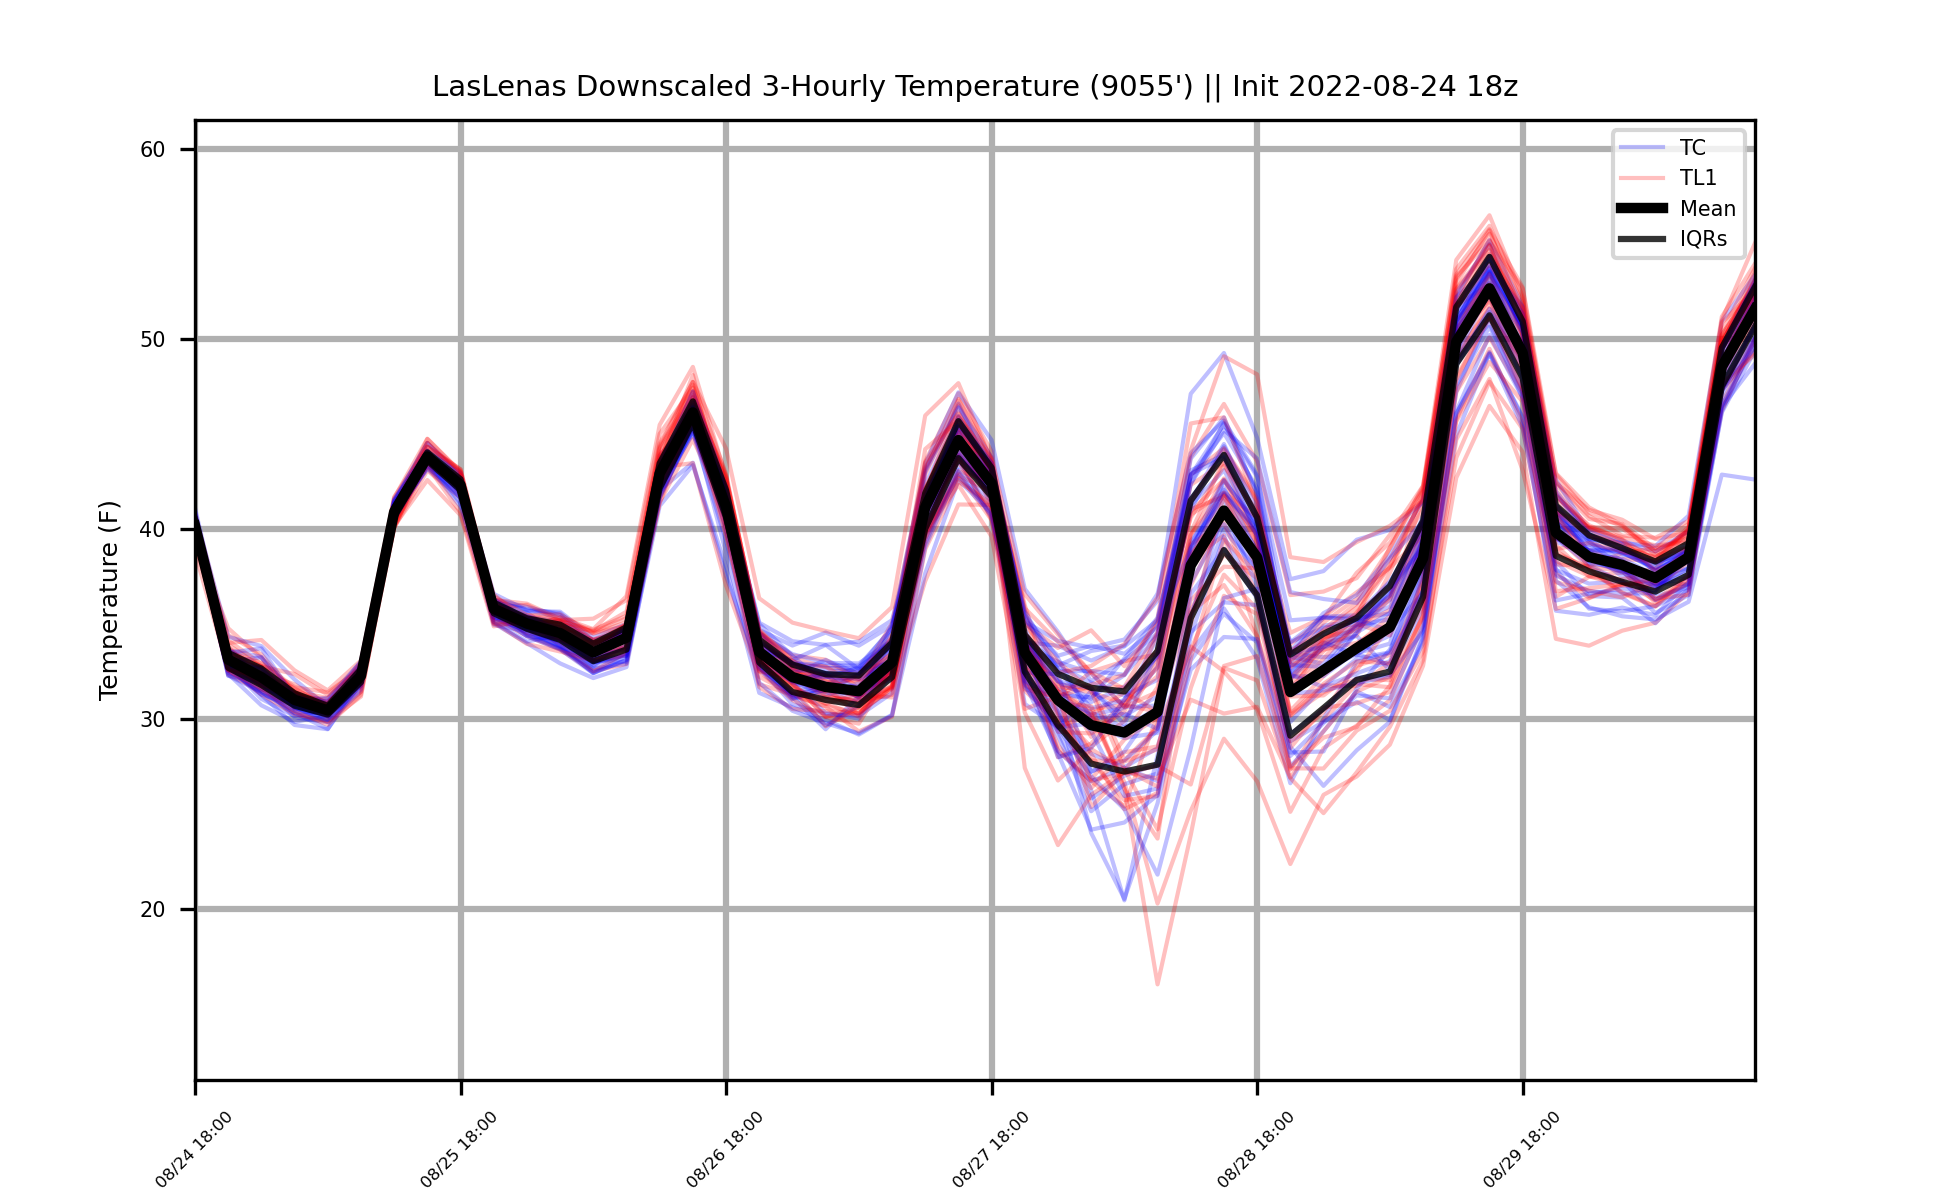 LasLenas Downscaled 3-Hourly Temperature (9055') || Init 2022-08-24 18z
TC
TL1
Mean
IQRs
Temperature (F)
60
50
40
30
20
08/24 18:00
08/25 18:00
08/26 18:00
08/27 18:00
08/28 18:00
08/29 18:00